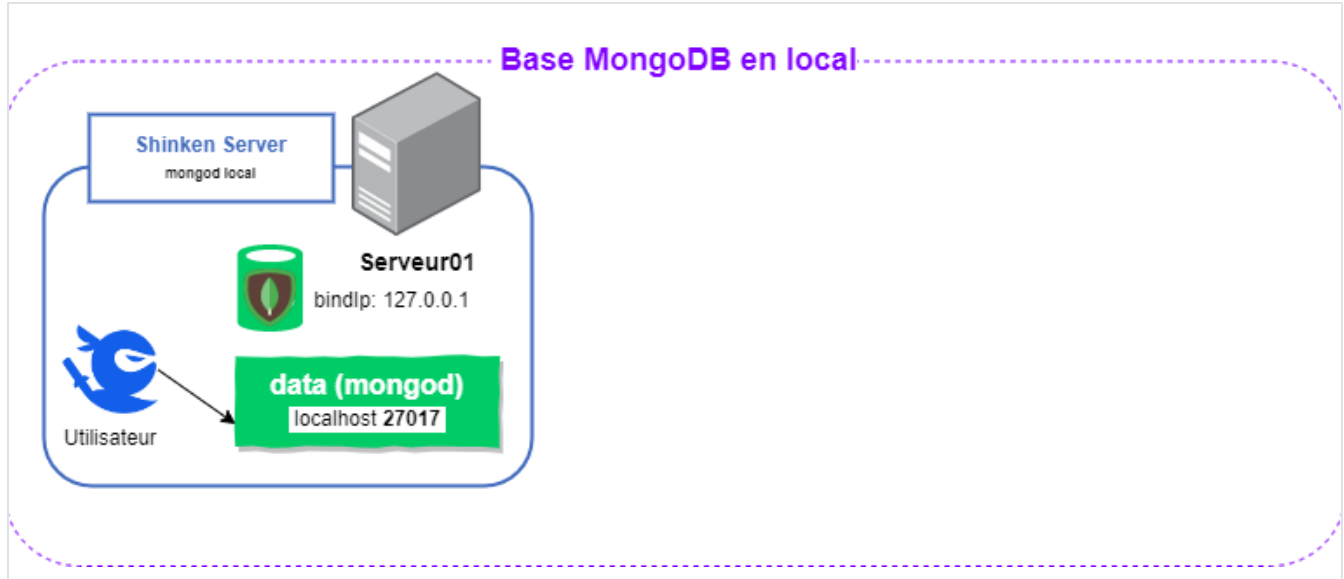 Base MongoDB en local
Shinken Server
mongod local
Serveur01
bindIp: 127.0.0.1
data (mongod)
localhost 27017
Utilisateur